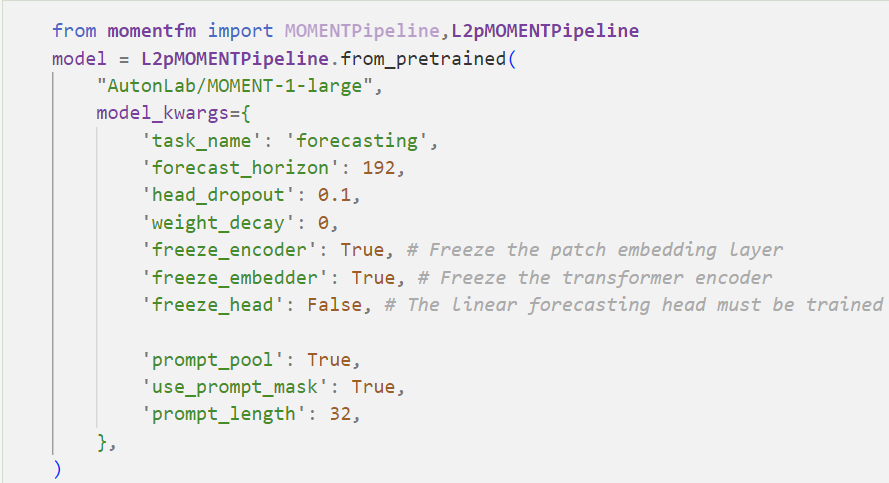 from momentfm import MOMENTPipeline,L2pMOMENTPipeline
model = L2pMOMENTPipeline.from_pretrained(
    "AutonLab/MOMENT-1-large",
    model_kwargs={
        'task_name': 'forecasting',
        'forecast_horizon': 192,
        'head_dropout': 0.1,
        'weight_decay': 0,
        'freeze_encoder': True, # Freeze the patch embedding layer
        'freeze_embedder': True, # Freeze the transformer encoder
        'freeze_head': False, # The linear forecasting head must be trained
        'prompt_pool': True,
        'use_prompt_mask': True,
        'prompt_length': 32,
    },
)